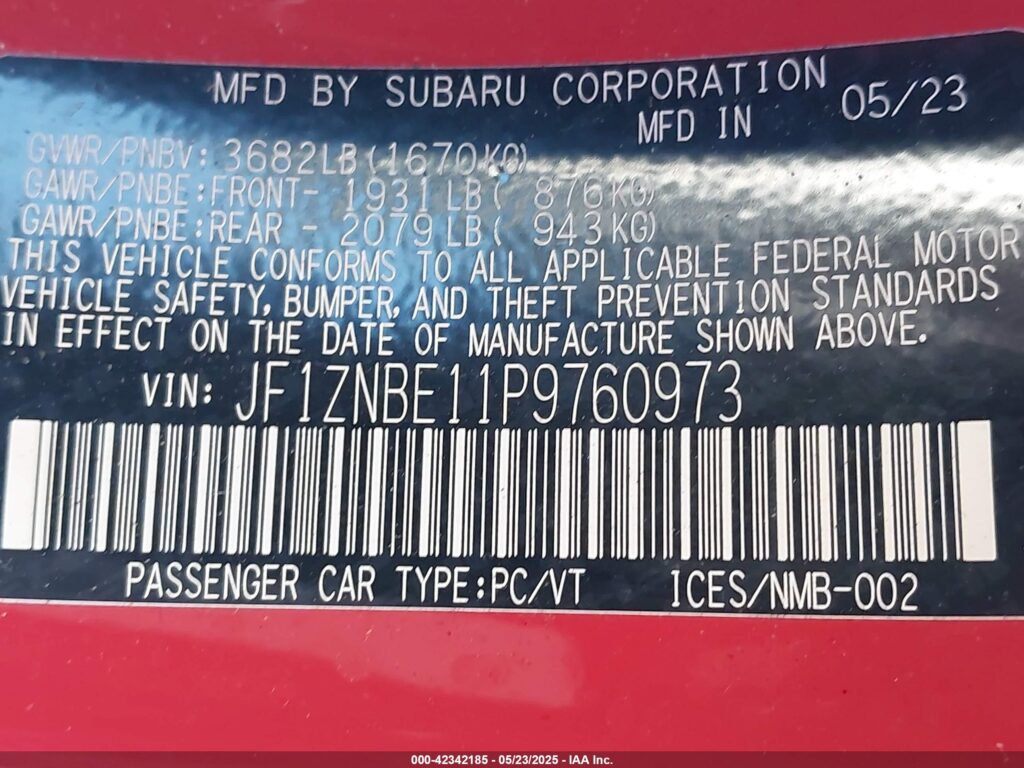 MFD BY SUBARU CORPORATION
MFD IN 05/23
GVWR/PNBV: 3682LB(1670KG)
GAWR/PNBE:FRONT- 1931LB( 876KG)
GAWR/PNBE:REAR - 2079LB( 943KG)
THIS VEHICLE CONFORMS TO ALL APPLICABLE FEDERAL MOTOR
VEHICLE SAFETY, BUMPER, AND THEFT PREVENTION STANDARDS
IN EFFECT ON THE DATE OF MANUFACTURE SHOWN ABOVE.
VIN: JF1ZNBE11P9760973
PASSENGER CAR TYPE:PC/VT ICES/NMB-002
000-42342185 - 05/23/2025 - IAA Inc.